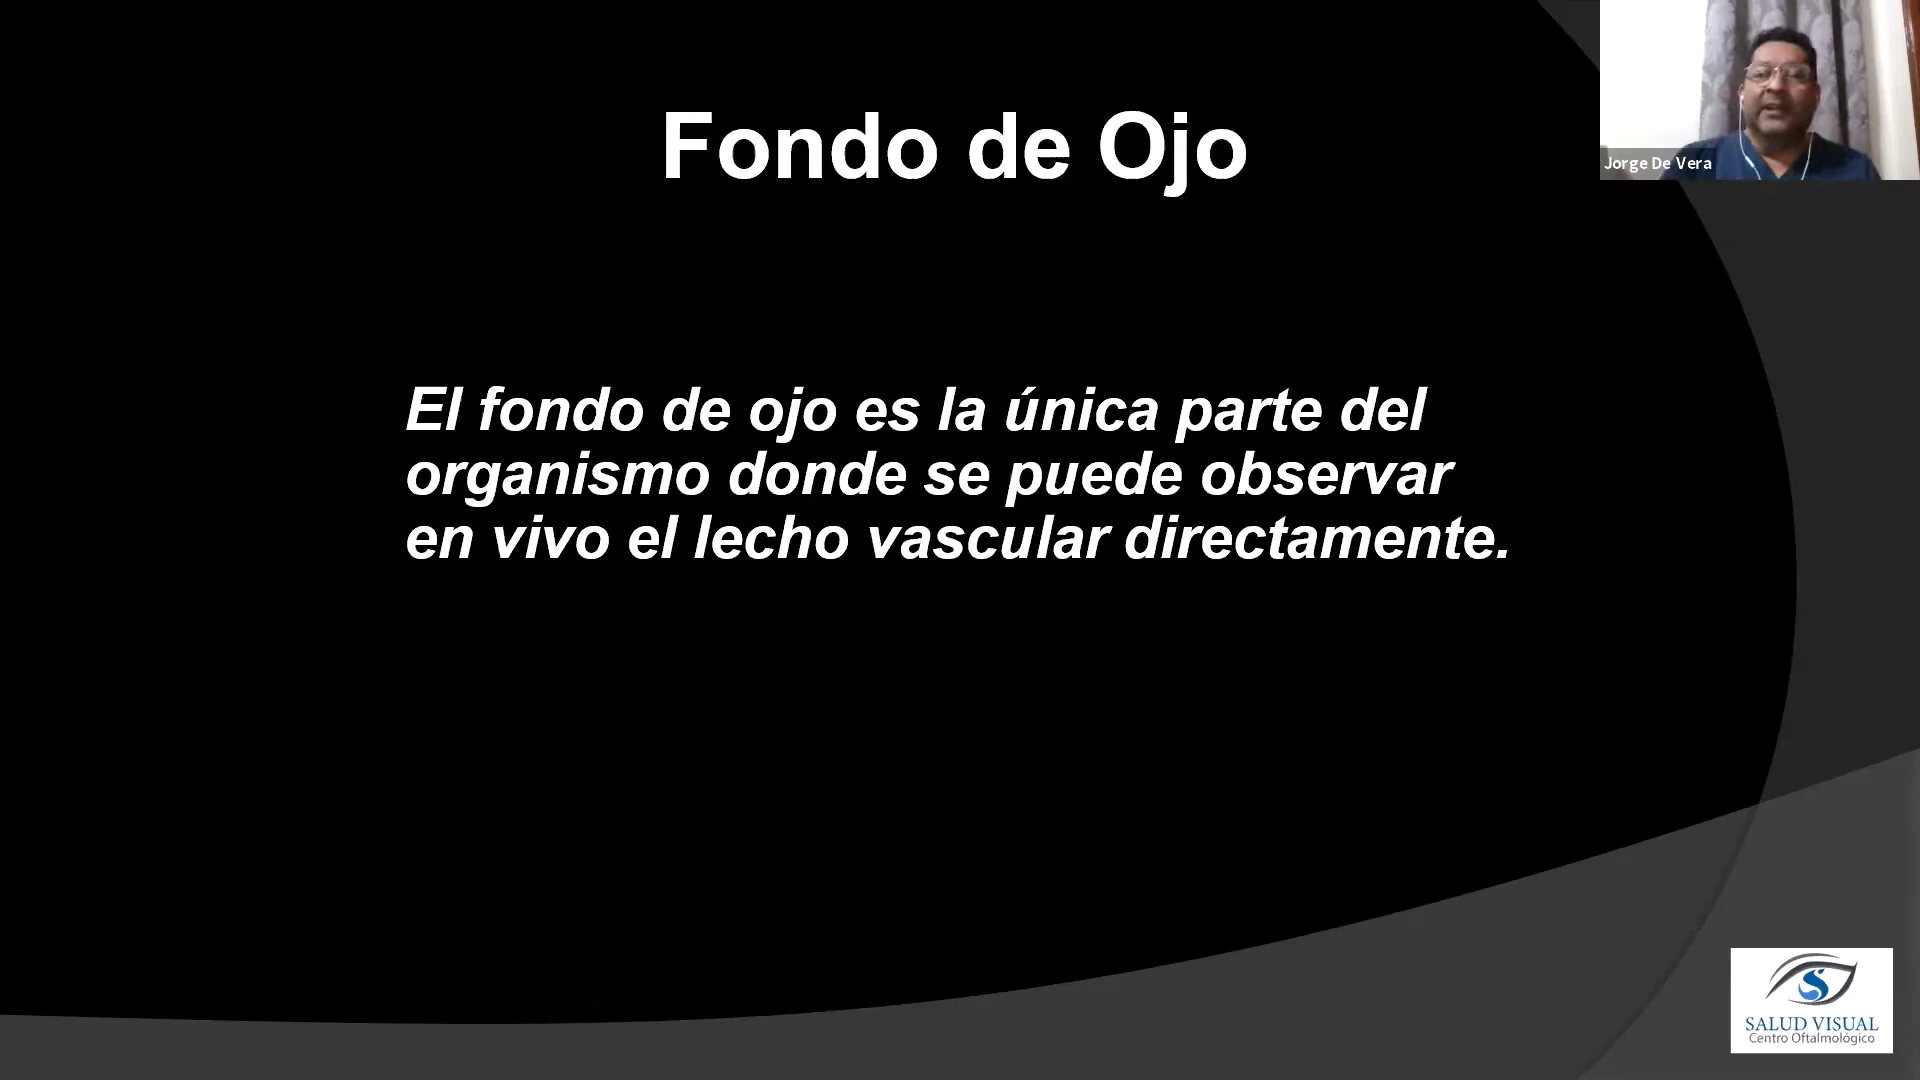 Fondo de Ojo
Jorge De Vera
El fondo de ojo es la única parte del
organismo donde se puede observar
en vivo el lecho vascular directamente.
SALUD VISUAL
Centro Oftalmológico